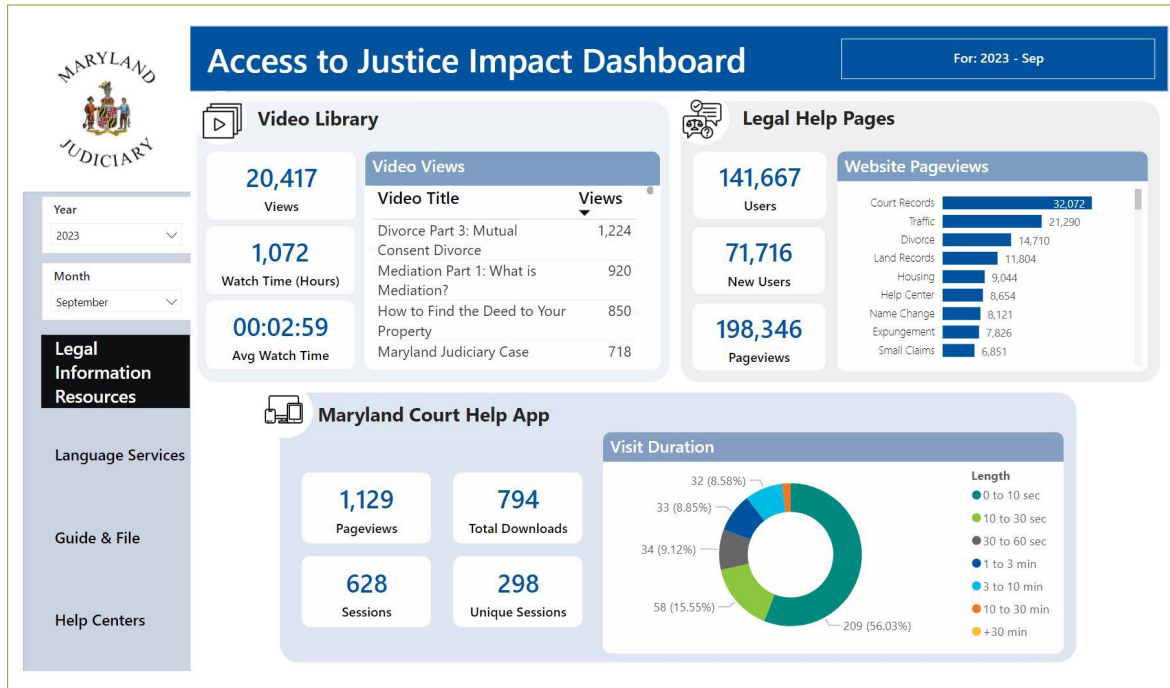 MARYLAND
JUDICIARY
Access to Justice Impact Dashboard
For: 2023 - Sep
Year
2023
Month
September
Legal
Information
Resources
Language Services
Guide & File
Help Centers
Video Library
20,417
Views
1,072
Watch Time (Hours)
00:02:59
Avg Watch Time
Video Views
Video Title Views
Divorce Part 3: Mutual 1,224
Consent Divorce
Mediation Part 1: What is 920
Mediation?
How to Find the Deed to Your 850
Property
Maryland Judiciary Case 718
Legal Help Pages
141,667
Users
71,716
New Users
198,346
Pageviews
Website Pageviews
Court Records 32,072
Traffic 21,290
Divorce 14,710
Land Records 11,804
Housing 9,044
Help Center 8,654
Name Change 8,121
Expungement 7,826
Small Claims 6,851
Maryland Court Help App
1,129
Pageviews
794
Total Downloads
628
Sessions
298
Unique Sessions
Visit Duration
32 (8.58%)
33 (8.85%)
34 (9.12%)
58 (15.55%)
209 (56.03%)
Length
0 to 10 sec
10 to 30 sec
30 to 60 sec
1 to 3 min
3 to 10 min
10 to 30 min
+30 min